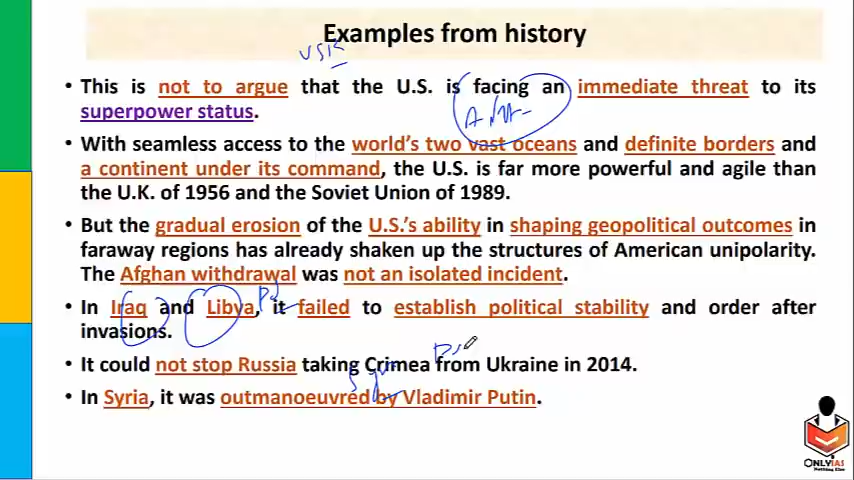 Examples from history
• This is not to argue that the U.S. is facing an immediate threat to its
superpower status.
• With seamless access to the world's two vast oceans and definite borders and
a continent under its command, the U.S. is far more powerful and agile than
the U.K. of 1956 and the Soviet Union of 1989.
• But the gradual erosion of the U.S.'s ability in shaping geopolitical outcomes in
faraway regions has already shaken up the structures of American unipolarity.
The Afghan withdrawal was not an isolated incident.
• In Iraq and Libya, it failed to establish political stability and order after
invasions.
• It could not stop Russia taking Crimea from Ukraine in 2014.
• In Syria, it was outmanoeuvred by Vladimir Putin.
ONLYIAS
Nothing Else